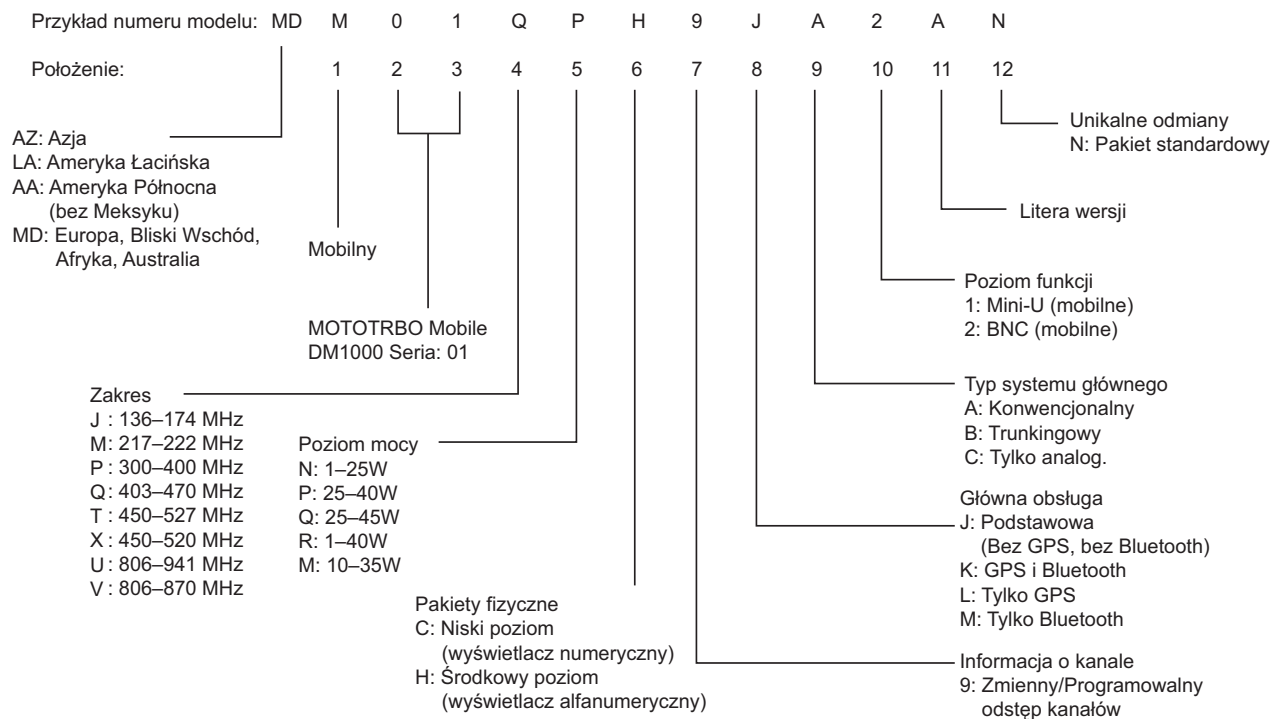 Przykład numeru modelu: MD M 0 1 Q P H 9 J A 2 A N
Położenie: 1 2 3 4 5 6 7 8 9 10 11 12
AZ: Azja
LA: Ameryka Łacińska
AA: Ameryka Północna
(bez Meksyku)
MD: Europa, Bliski Wschód,
Afryka, Australia
Mobilny
MOTOTRBO Mobile
DM1000 Seria: 01
Zakres
J : 136–174 MHz
M: 217–222 MHz
P : 300–400 MHz
Q : 403–470 MHz
T : 450–527 MHz
X : 450–520 MHz
U : 806–941 MHz
V : 806–870 MHz
Poziom mocy
N: 1–25W
P: 25–40W
Q: 25–45W
R: 1–40W
M: 10–35W
Pakiety fizyczne
C: Niski poziom
(wyświetlacz numeryczny)
H: Środkowy poziom
(wyświetlacz alfanumeryczny)
Unikalne odmiany
N: Pakiet standardowy
Litera wersji
Poziom funkcji
1: Mini-U (mobilne)
2: BNC (mobilne)
Typ systemu głównego
A: Konwencjonalny
B: Trunkingowy
C: Tylko analog.
Główna obsługa
J: Podstawowa
(Bez GPS, bez Bluetooth)
K: GPS i Bluetooth
L: Tylko GPS
M: Tylko Bluetooth
Informacja o kanale
9: Zmienny/Programowalny
odstęp kanałów